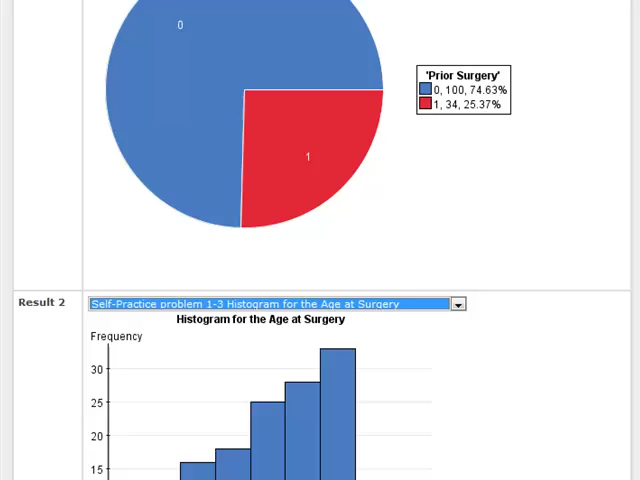 0
'Prior Surgery'
0, 100, 74.63%
1, 34, 25.37%
1
Result 2
Self-Practice problem 1-3 Histogram for the Age at Surgery
Histogram for the Age at Surgery
Frequency
30
25
20
15